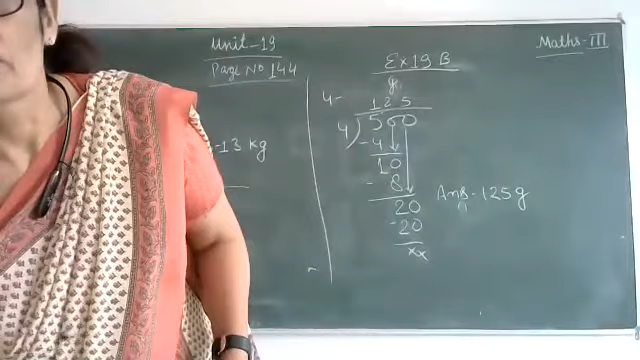 Unit-19
Page No 144
Ex 19 B
Maths-III
-13 kg
4-
g
125
4) 500
-4
10
- 8
20
-20
xx
Ans-125g